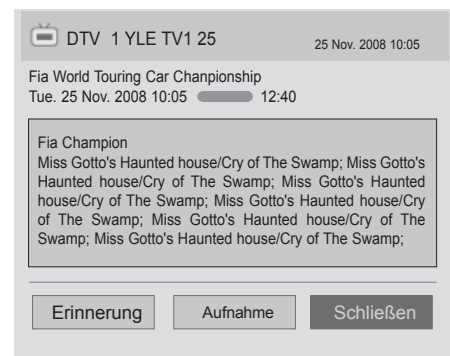 DTV 1 YLE TV1 25 25 Nov. 2008 10:05
Fia World Touring Car Chanpionship
Tue. 25 Nov. 2008 10:05 12:40
Fia Champion
Miss Gotto's Haunted house/Cry of The Swamp; Miss Gotto's
Haunted house/Cry of The Swamp; Miss Gotto's Haunted
house/Cry of The Swamp; Miss Gotto's Haunted house/Cry
of The Swamp; Miss Gotto's Haunted house/Cry of The
Swamp; Miss Gotto's Haunted house/Cry of The Swamp;
Erinnerung Aufnahme Schließen